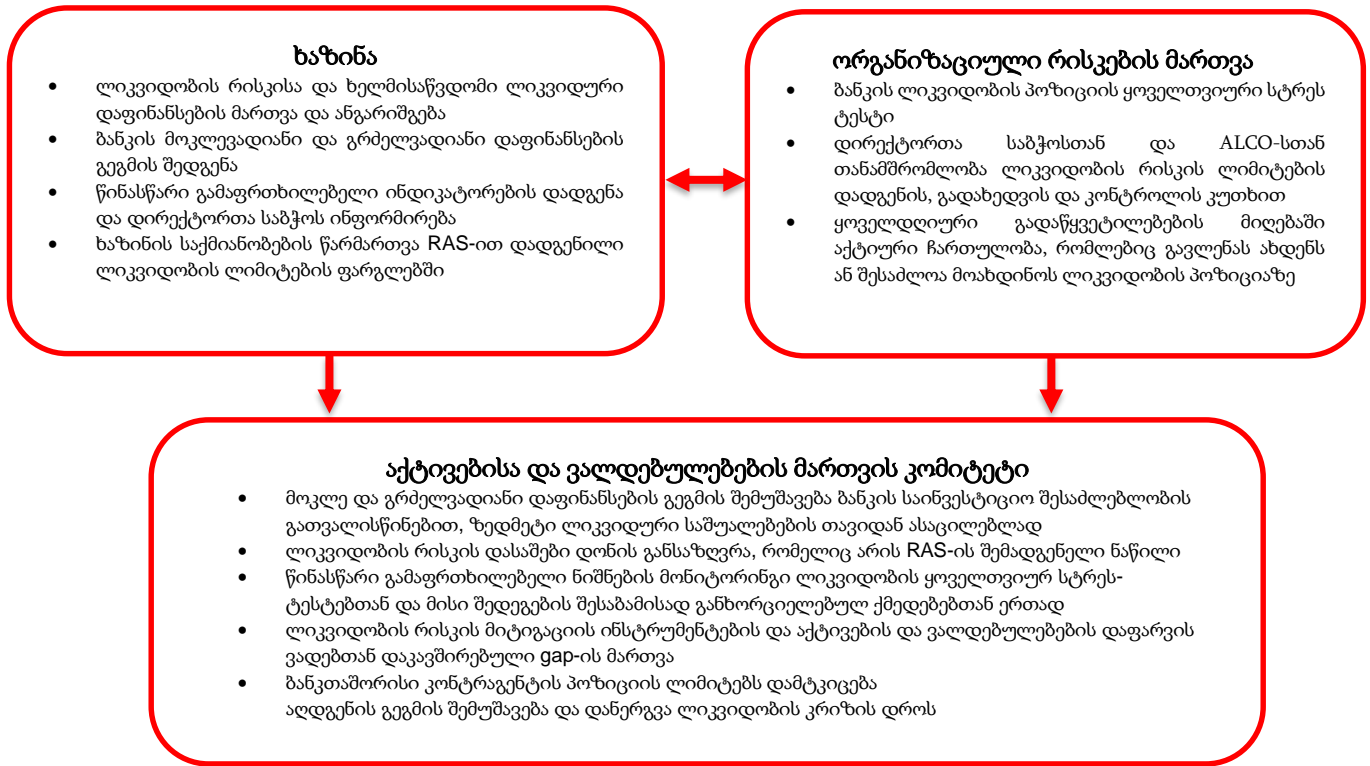 ხაზინა
• ლიკვიდობის რისკისა და ხელმისაწვდომი ლიკვიდური
დაფინანსების მართვა და ანგარიშგება
• ბანკის მოკლევადიანი და გრძელვადიანი დაფინანსების
გეგმის შედგენა
• წინასწარი გამაფრთხილებელი ინდიკატორების დადგენა
და დირექტორთა საბჭოს ინფორმირება
• ხაზინის საქმიანობების წარმართვა RAS-ით დადგენილი
ლიკვიდობის ლიმიტების ფარგლებში
ორგანიზაციული რისკების მართვა
• ბანკის ლიკვიდობის პოზიციის ყოველთვიური სტრეს
ტესტი
• დირექტორთა საბჭოსთან და ALCO-სთან
თანამშრომლობა ლიკვიდობის რისკის ლიმიტების
დადგენის, გადახედვის და კონტროლის კუთხით
• ყოველდღიური გადაწყვეტილებების მიღებაში
აქტიური ჩართულობა, რომლებიც გავლენას ახდენს
ან შესაძლოა მოახდინოს ლიკვიდობის პოზიციაზე
აქტივებისა და ვალდებულებების მართვის კომიტეტი
• მოკლე და გრძელვადიანი დაფინანსების გეგმის შემუშავება ბანკის საინვესტიციო შესაძლებლობის
გათვალისწინებით, ზედმეტი ლიკვიდური საშუალებების თავიდან ასაცილებლად
• ლიკვიდობის რისკის დასაშები დონის განსაზღვრა, რომელიც არის RAS-ის შემადგენელი ნაწილი
• წინასწარი გამაფრთხილებელი ნიშნების მონიტორინგი ლიკვიდობის ყოველთვიურ სტრეს-
ტესტებთან და მისი შედეგების შესაბამისად განხორციელებულ ქმედებებთან ერთად
• ლიკვიდობის რისკის მიტიგაციის ინსტრუმენტების და აქტივების და ვალდებულებების დაფარვის
ვადებთან დაკავშირებული gap-ის მართვა
• ბანკთაშორისი კონტრაგენტის პოზიციის ლიმიტებს დამტკიცება
აღდგენის გეგმის შემუშავება და დანერგვა ლიკვიდობის კრიზის დროს